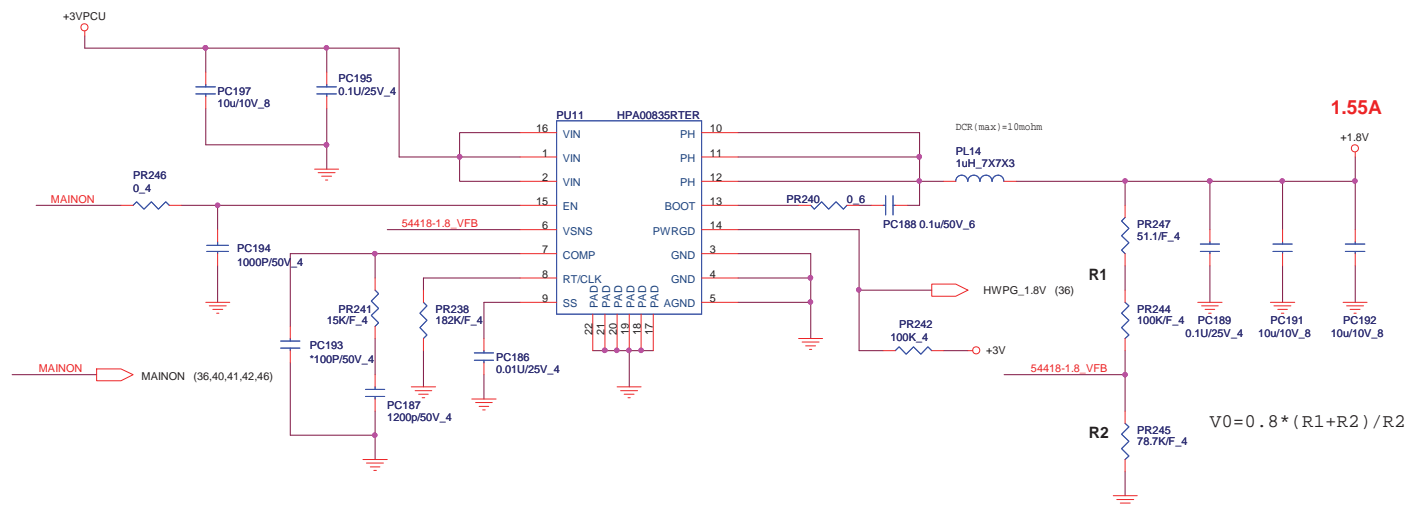 +3VPCU
PC197
10u/10V_8
PC195
0.1U/25V_4
PU11 HPA00835RTER
16 VIN
1 VIN
2 VIN
15 EN
6 VSNS
7 COMP
8 RT/CLK
9 SS
PH 10
PH 11
PH 12
BOOT 13
PWRGD 14
GND 3
GND 4
AGND 5
PAD PAD PAD PAD PAD PAD
22 21 20 19 18 17
PR246
0_4
MAINON
PC194
1000P/50V_4
54418-1.8_VFB
PR241
15K/F_4
PR238
182K/F_4
PC193
*100P/50V_4
PC186
0.01U/25V_4
PC187
1200p/50V_4
MAINON
MAINON (36,40,41,42,46)
DCR(max)=10mohm
PL14
1uH_7X7X3
PR240 0_6
PC188 0.1u/50V_6
1.55A
+1.8V
PR247
51.1/F_4
R1
PR244
100K/F_4
PC189
0.1U/25V_4
PC191
10u/10V_8
PC192
10u/10V_8
HWPG_1.8V (36)
PR242
100K_4
+3V
54418-1.8_VFB
R2
PR245
78.7K/F_4
V0=0.8*(R1+R2)/R2